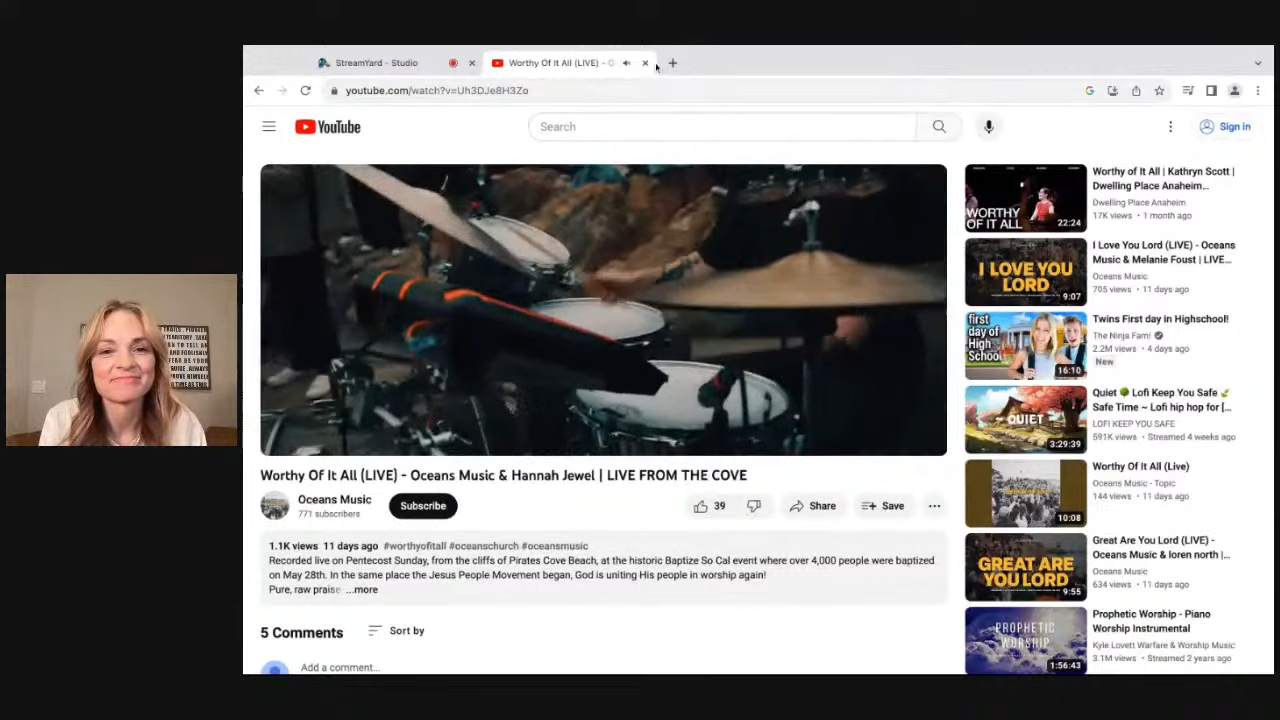 StreamYard - Studio
Worthy Of It All (LIVE) - O
youtube.com/watch?v=Uh3DJe8H3Zo
YouTube
Search
Sign in
Worthy Of It All (LIVE) - Oceans Music & Hannah Jewel | LIVE FROM THE COVE
Oceans Music
771 subscribers
Subscribe
39
Share
Save
1.1K views 11 days ago #worthyofitall #oceanschurch #oceansmusic
Recorded live on Pentecost Sunday, from the cliffs of Pirates Cove Beach, at the historic Baptize So Cal event where over 4,000 people were baptized
on May 28th. In the same place the Jesus People Movement began, God is uniting His people in worship again!
Pure, raw praise ...more
5 Comments
Sort by
Add a comment...
WORTHY
OF IT ALL
22:24
Worthy of It All | Kathryn Scott |
Dwelling Place Anaheim...
Dwelling Place Anaheim
17K views • 1 month ago
I LOVE YOU
LORD
9:07
I Love You Lord (LIVE) - Oceans
Music & Melanie Foust | LIVE...
Oceans Music
705 views • 11 days ago
first
day of
High
School
16:10
Twins First day in Highschool!
The Ninja Fam!
2.2M views • 4 days ago
New
QUIET
3:29:39
Quiet 🌳 Lofi Keep You Safe 🍃
Safe Time ~ Lofi hip hop for [...
LOFI KEEP YOU SAFE
591K views • Streamed 4 weeks ago
10:08
Worthy Of It All (Live)
Oceans Music - Topic
144 views • 11 days ago
GREAT ARE
YOU LORD
9:55
Great Are You Lord (LIVE) -
Oceans Music & loren north |...
Oceans Music
634 views • 11 days ago
PROPHETIC
WORSHIP
1:56:43
Prophetic Worship - Piano
Worship Instrumental
Kyle Lovett Warfare & Worship Music
3.1M views • Streamed 2 years ago